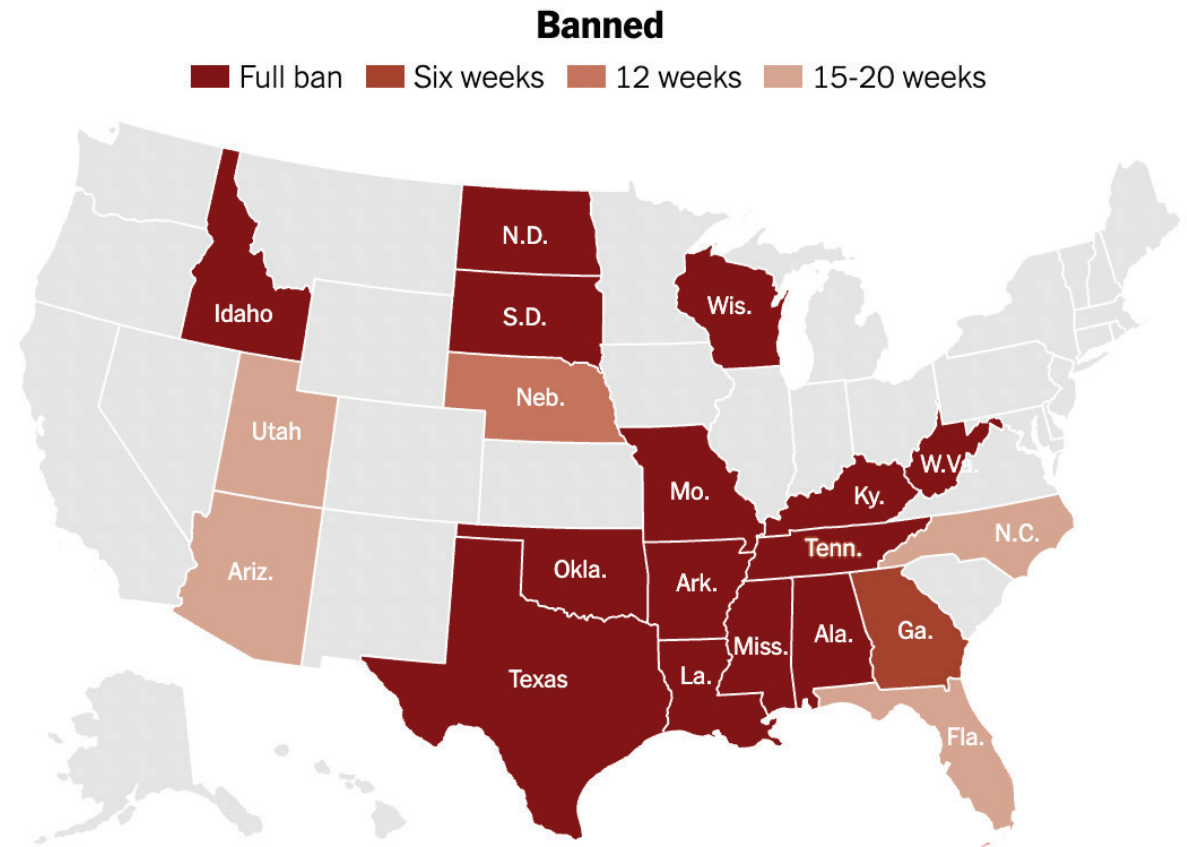 Banned
Full ban
Six weeks
12 weeks
15-20 weeks
N.D.
Idaho
S.D.
Wis.
Neb.
Utah
Mo.
Ky.
W.Va.
Ariz.
Okla.
Ark.
Tenn.
N.C.
Texas
La.
Miss.
Ala.
Ga.
Fla.